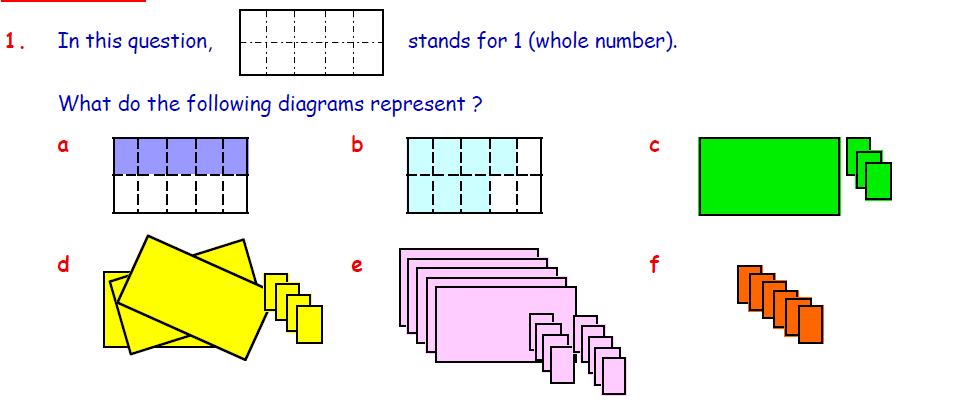 1. In this question, stands for 1 (whole number).
What do the following diagrams represent ?
a b c
d e f